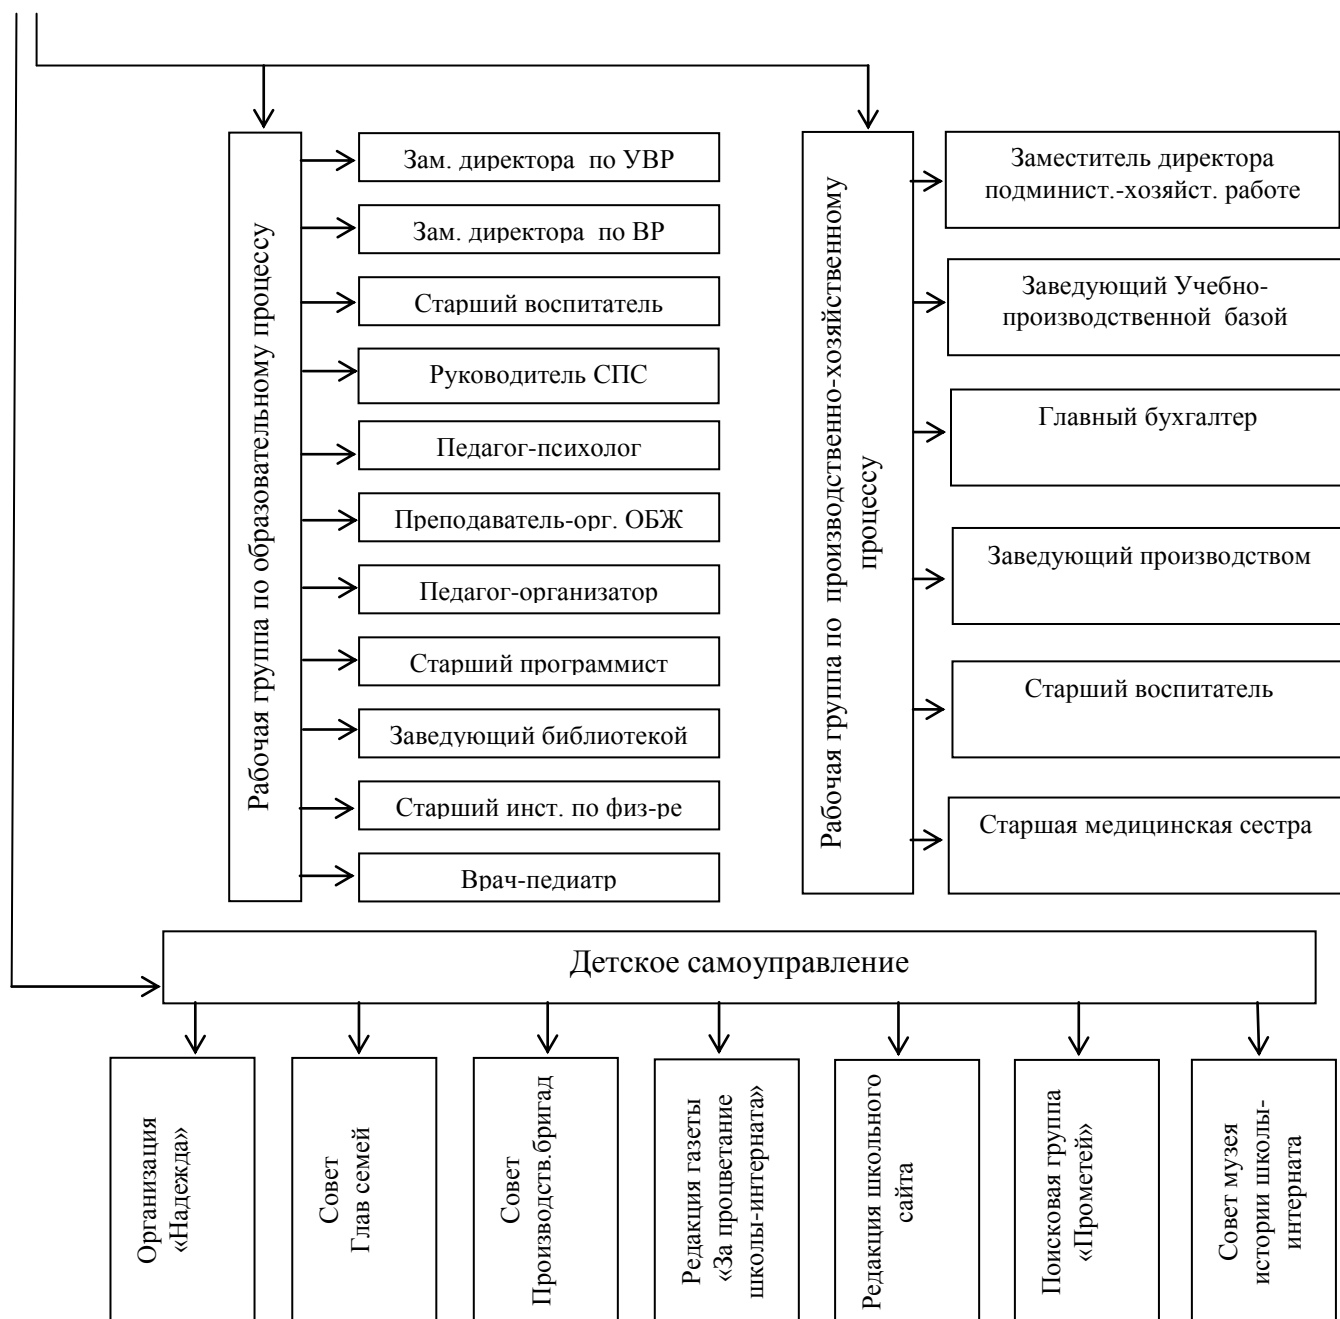 Рабочая группа по образовательному процессу
Зам. директора по УВР
Зам. директора по ВР
Старший воспитатель
Руководитель СПС
Педагог-психолог
Преподаватель-орг. ОБЖ
Педагог-организатор
Старший программист
Заведующий библиотекой
Старший инст. по физ-ре
Врач-педиатр
Рабочая группа по производственно-хозяйственному
процессу
Заместитель директора
подминист.-хозяйст. работе
Заведующий Учебно-
производственной базой
Главный бухгалтер
Заведующий производством
Старший воспитатель
Старшая медицинская сестра
Детское самоуправление
Организация
«Надежда»
Совет
Глав семей
Совет
Производств.бригад
Редакция газеты
«За процветание
школы-интерната»
Редакция школьного
сайта
Поисковая группа
«Прометей»
Совет музея
истории школы-
интерната